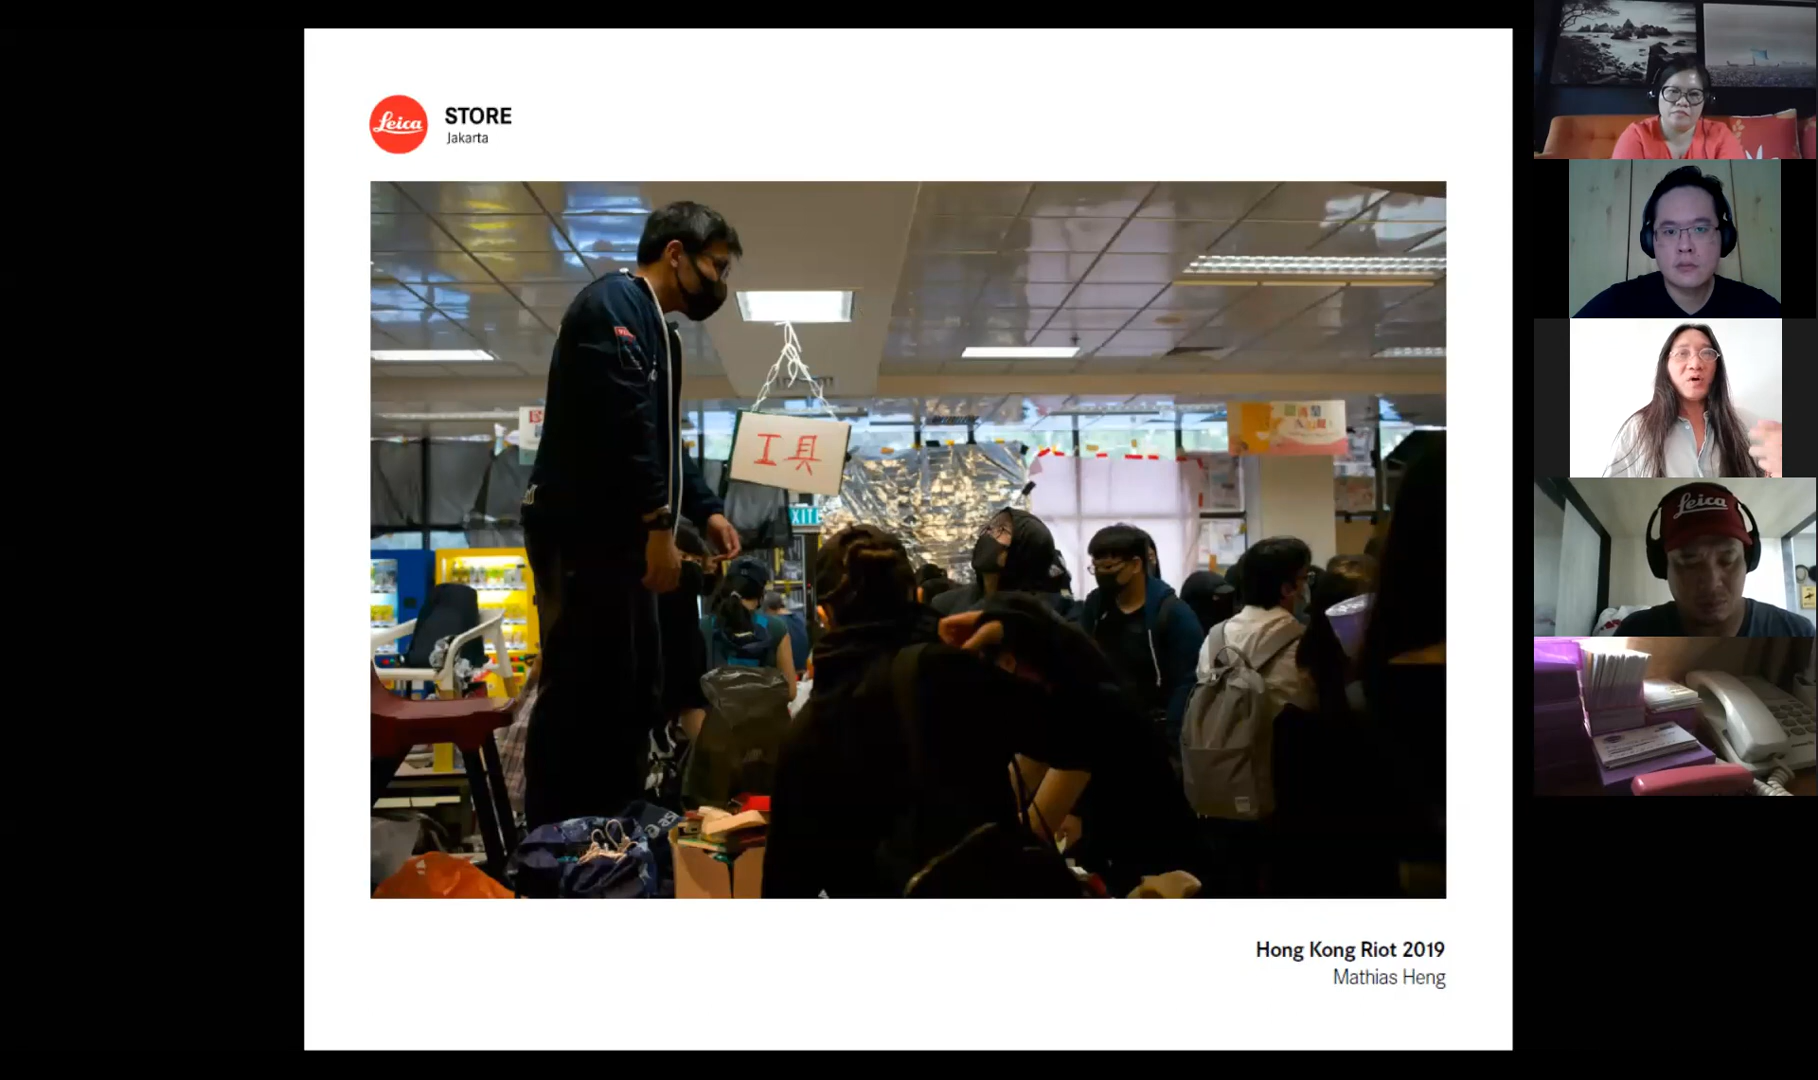 Leica
STORE
Jakarta
工具
EXIT
Hong Kong Riot 2019
Mathias Heng
Leica